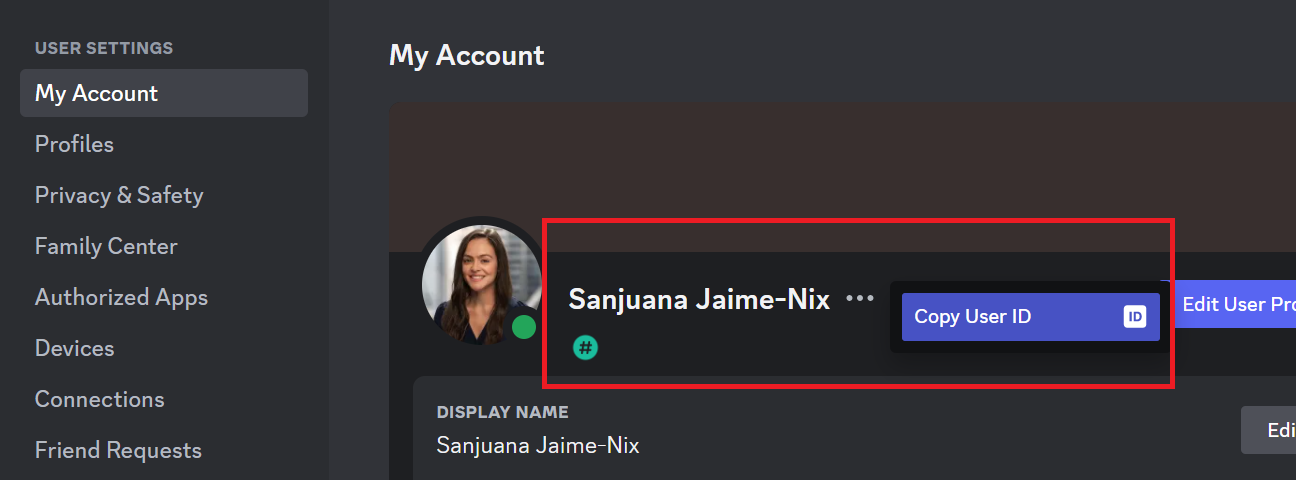 USER SETTINGS
My Account
Profiles
Privacy & Safety
Family Center
Authorized Apps
Devices
Connections
Friend Requests
My Account
Sanjuana Jaime-Nix
Copy User ID
ID
Edit User Pro
#
DISPLAY NAME
Sanjuana Jaime-Nix
Edi